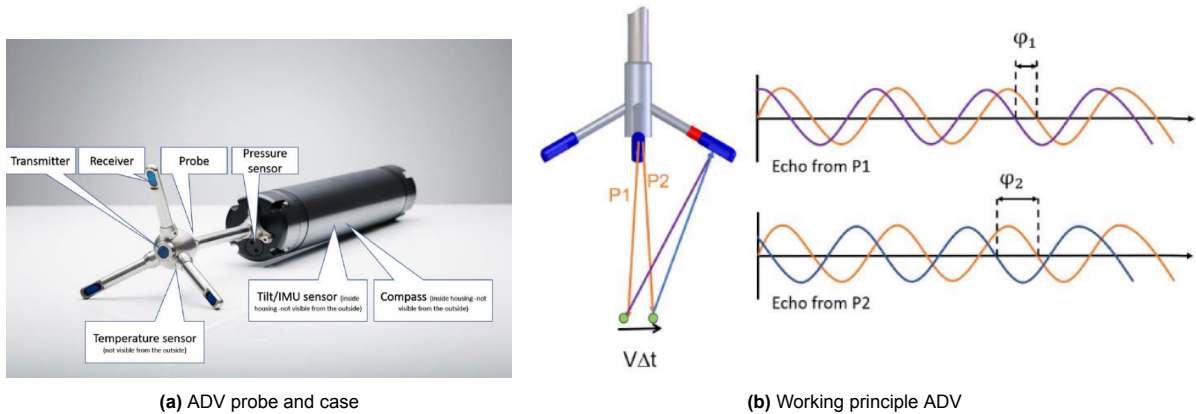 Transmitter
Receiver
Probe
Pressure
sensor
Tilt/IMU sensor (inside
housing -not visible from the outside)
Compass (inside housing -not
visible from the outside)
Temperature sensor
(not visible from the outside)
(a) ADV probe and case
P1
P2
V∆t
φ1
Echo from P1
φ2
Echo from P2
(b) Working principle ADV